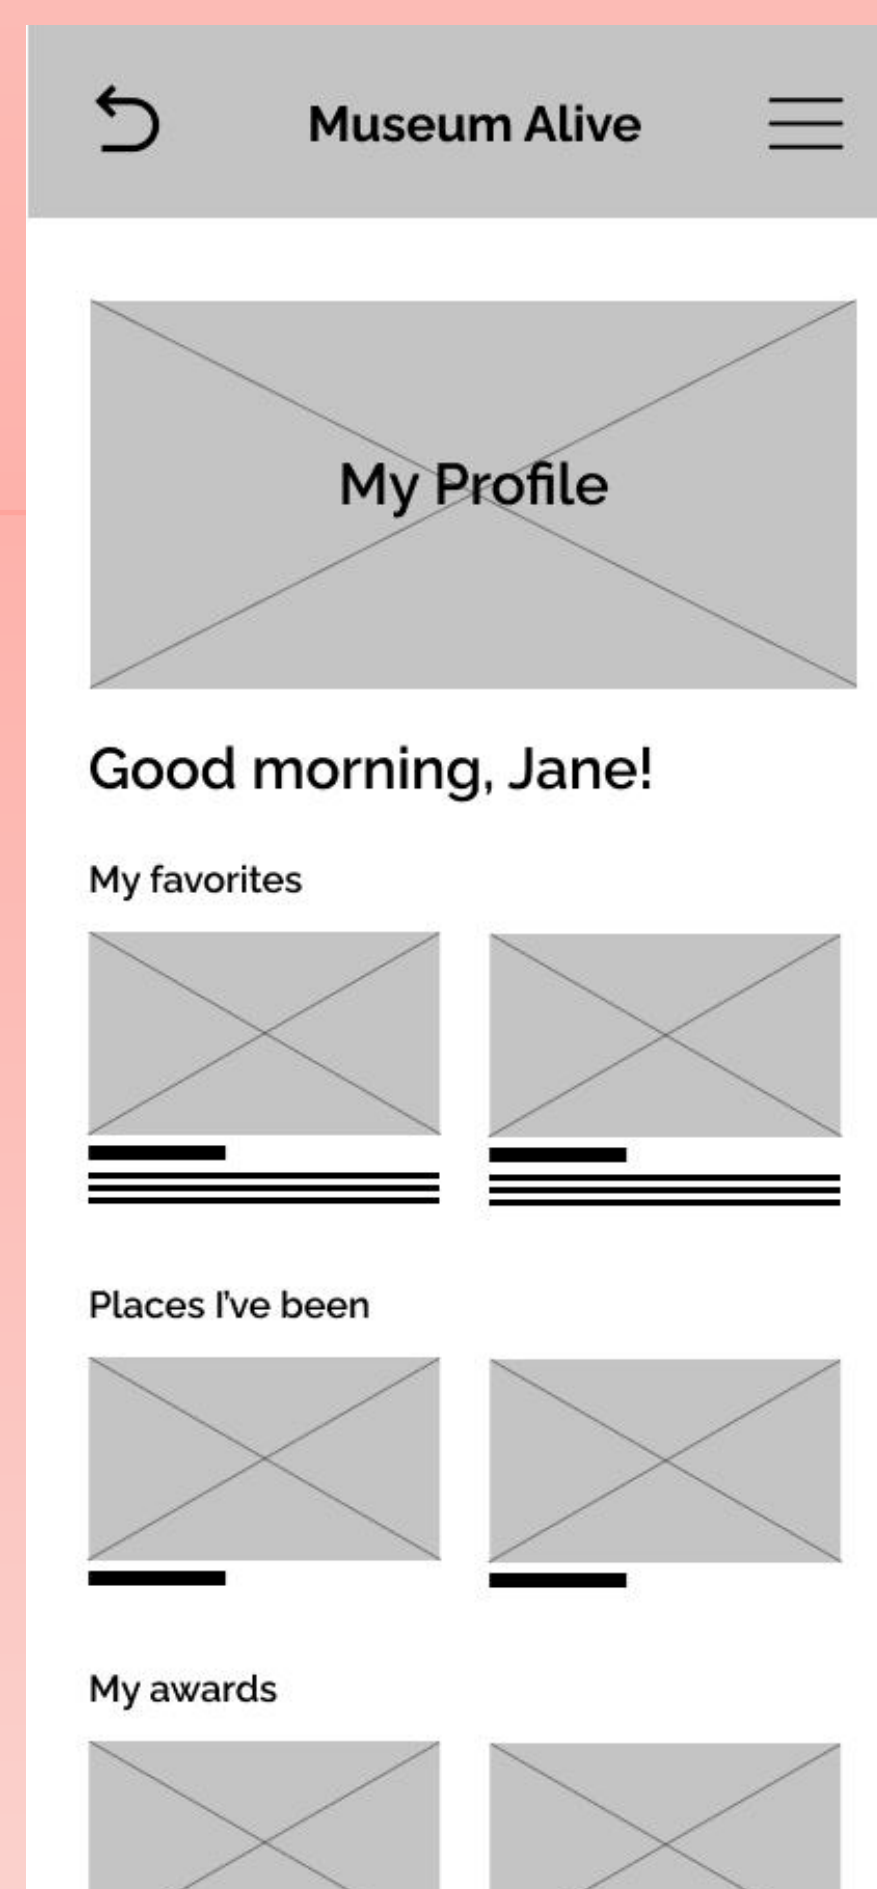 Museum Alive
My Profile
Good morning, Jane!
My favorites
Places I've been
My awards